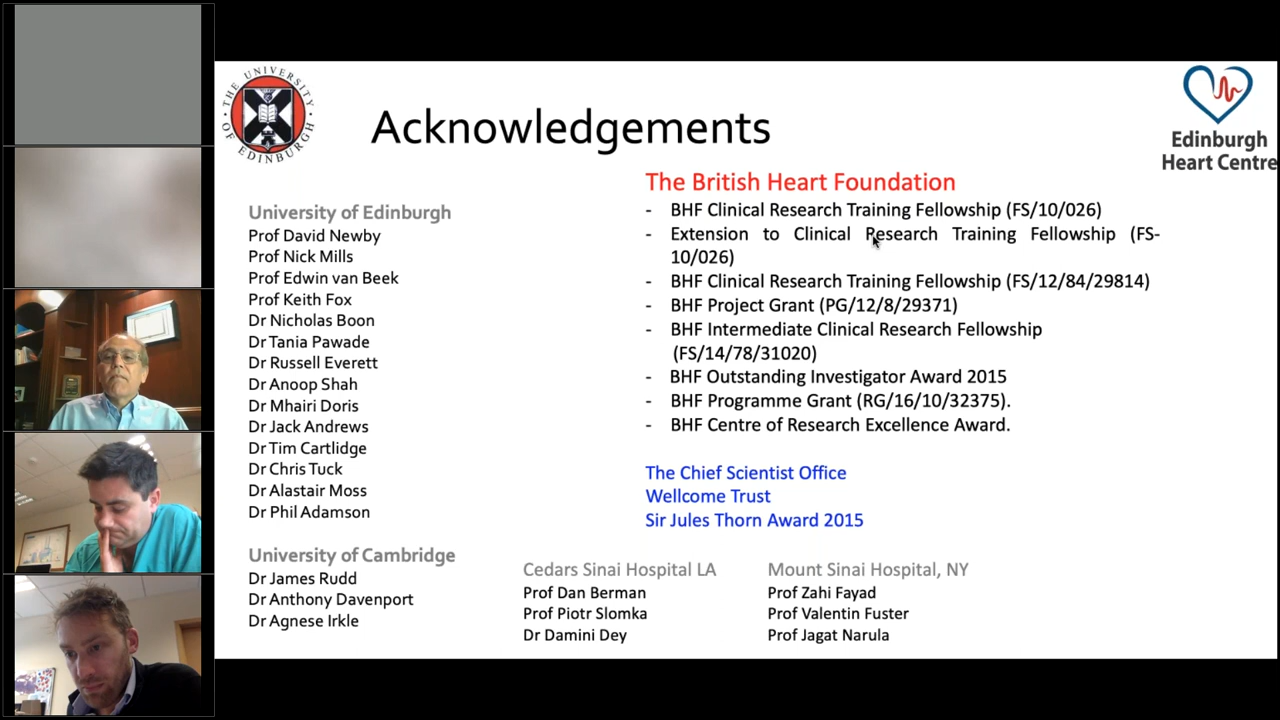 THE UNIVERSITY OF EDINBURGH
Acknowledgements
Edinburgh
Heart Centre
University of Edinburgh
Prof David Newby
Prof Nick Mills
Prof Edwin van Beek
Prof Keith Fox
Dr Nicholas Boon
Dr Tania Pawade
Dr Russell Everett
Dr Anoop Shah
Dr Mhairi Doris
Dr Jack Andrews
Dr Tim Cartlidge
Dr Chris Tuck
Dr Alastair Moss
Dr Phil Adamson
University of Cambridge
Dr James Rudd
Dr Anthony Davenport
Dr Agnese Irkle
The British Heart Foundation
- BHF Clinical Research Training Fellowship (FS/10/026)
- Extension to Clinical Research Training Fellowship (FS-
10/026)
- BHF Clinical Research Training Fellowship (FS/12/84/29814)
- BHF Project Grant (PG/12/8/29371)
- BHF Intermediate Clinical Research Fellowship
(FS/14/78/31020)
- BHF Outstanding Investigator Award 2015
- BHF Programme Grant (RG/16/10/32375).
- BHF Centre of Research Excellence Award.
The Chief Scientist Office
Wellcome Trust
Sir Jules Thorn Award 2015
Cedars Sinai Hospital LA
Prof Dan Berman
Prof Piotr Slomka
Dr Damini Dey
Mount Sinai Hospital, NY
Prof Zahi Fayad
Prof Valentin Fuster
Prof Jagat Narula